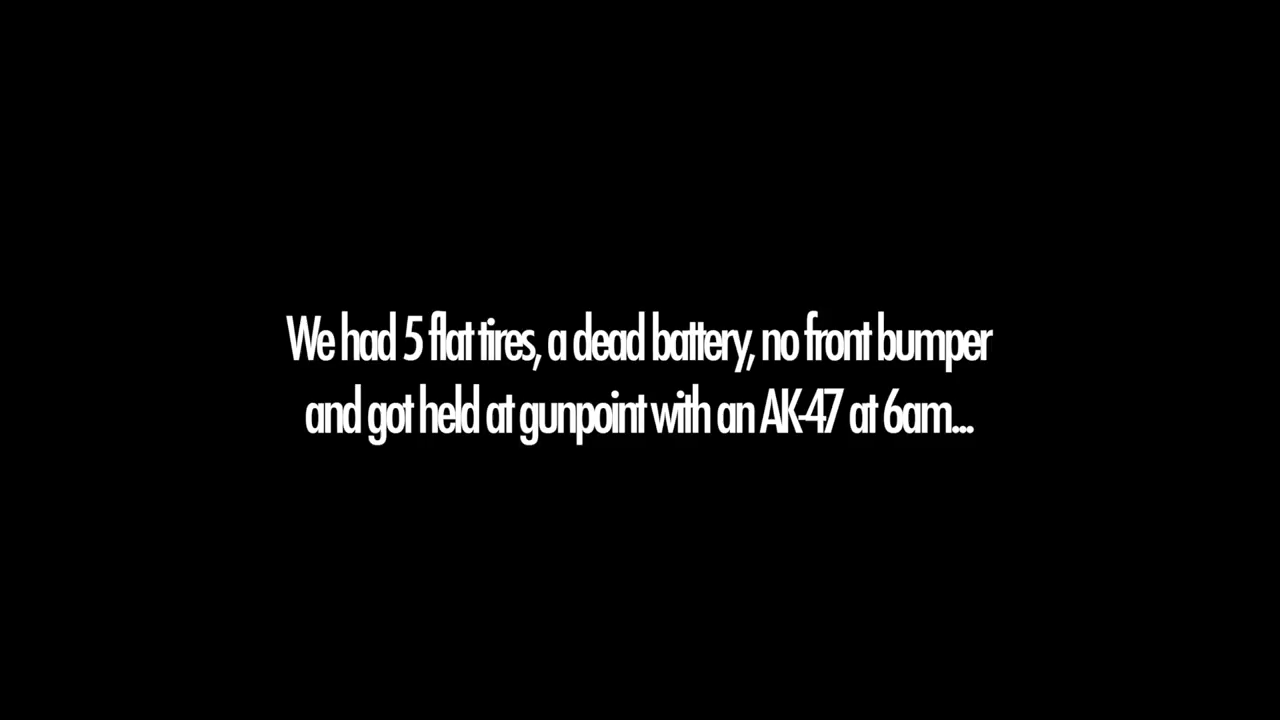 We had 5 flat tires, a dead battery, no front bumper
and got held at gunpoint with an AK-47 at 6am...